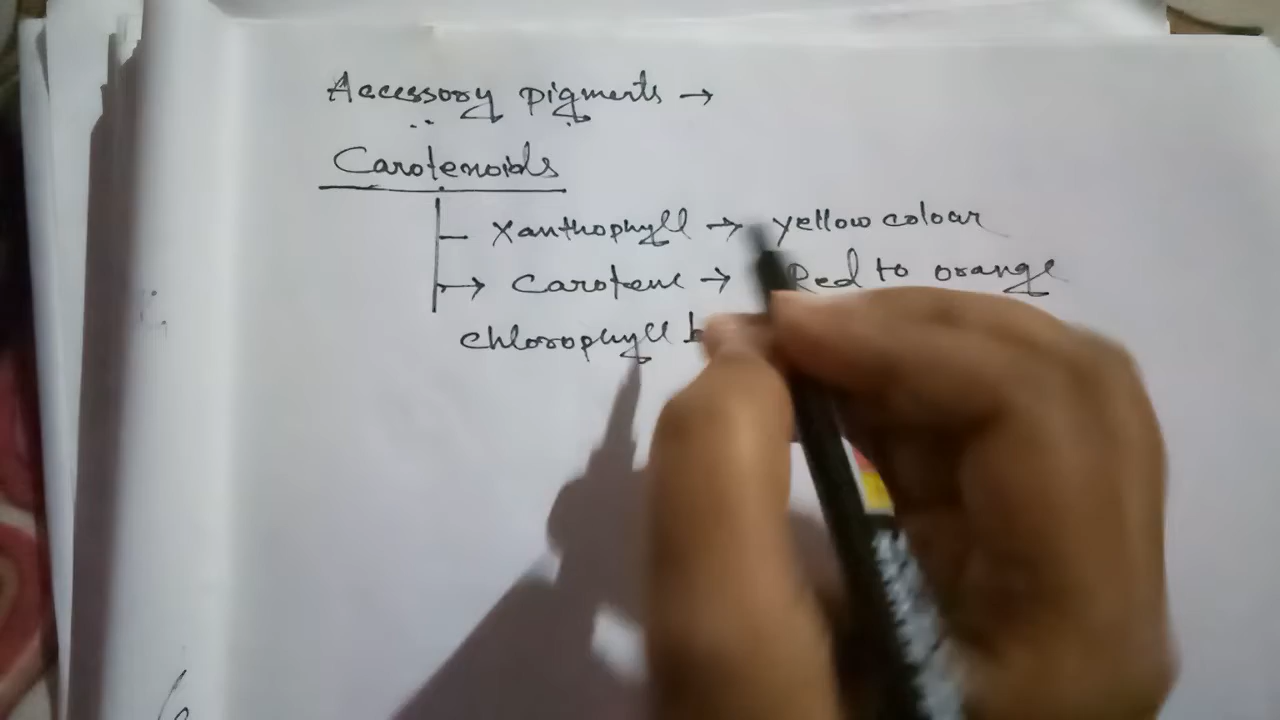 Accessory pigments →
Carotenoids
Xanthophyll → yellow colour
→ Carotene → Red to orange
chlorophyll b